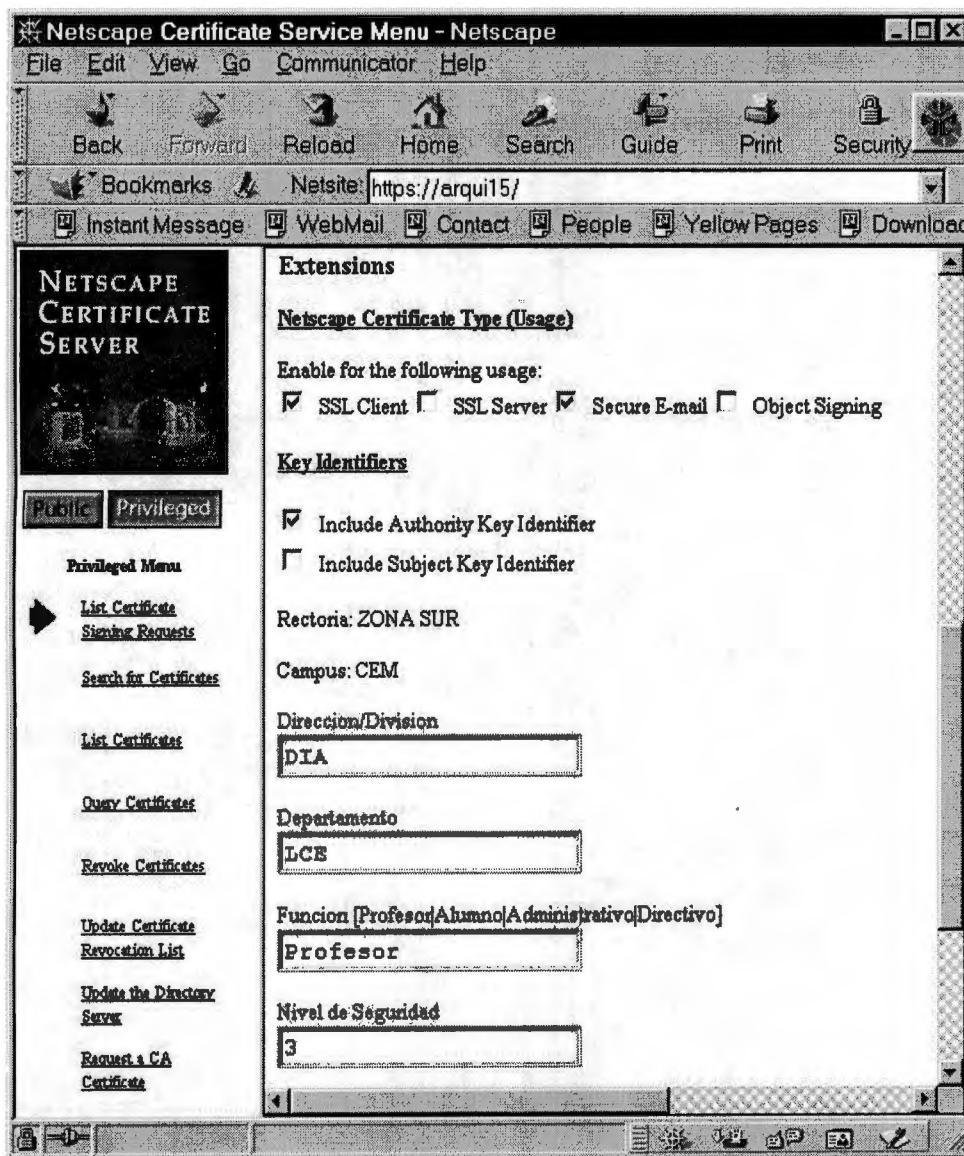 Netscape Certificate Service Menu - Netscape
File Edit View Go Communicator Help
Back Forward Reload Home Search Guide Print Security
Bookmarks Netsite: https://arqui15/
Instant Message WebMail Contact People Yellow Pages Download
NETSCAPE
CERTIFICATE
SERVER
Public Privileged
Privileged Menu
List Certificate
Signing Requests
Search for Certificates
List Certificates
Query Certificates
Revoke Certificates
Update Certificate
Revocation List
Update the Directory
Server
Request a CA
Certificate
Extensions
Netscape Certificate Type (Usage)
Enable for the following usage:
SSL Client SSL Server Secure E-mail Object Signing
Key Identifiers
Include Authority Key Identifier
Include Subject Key Identifier
Rectoria: ZONA SUR
Campus: CEM
Direccion/Division
DIA
Departamento
LCE
Funcion [Profesor|Alumno|Administrativo|Directivo]
Profesor
Nivel de Seguridad
3